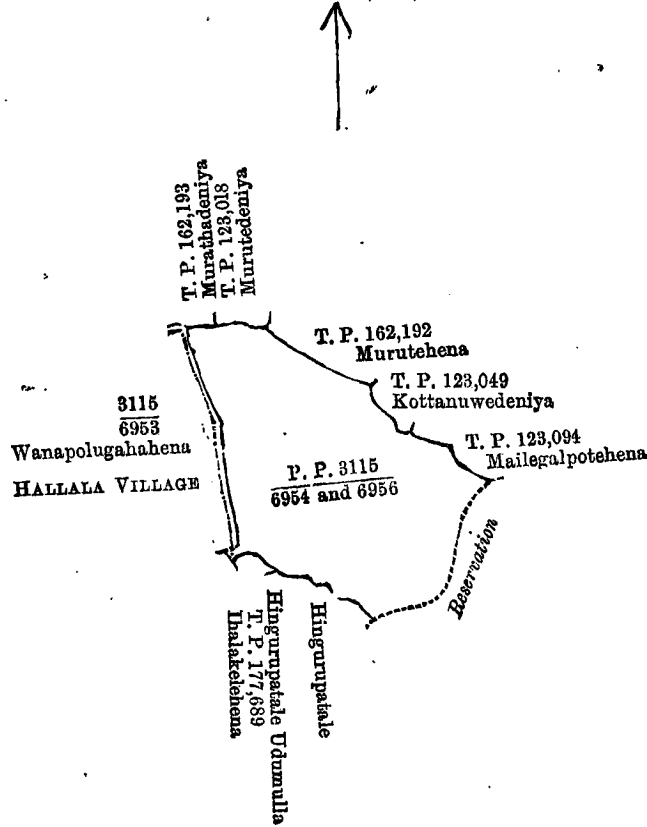 T. P. 162,193
Murathadeniya
T. P. 123,018
Murutedeniya
T. P. 162,192
Murutehena
T. P. 123,049
Kottanuwedeniya
T. P. 123,094
Mailegalpotehena
3115
6953
Wanapolugahahena
HALLALA VILLAGE
P. P. 3115
6954 and 6956
Reservation
Hingurupatale
Hingurupatale Udumulla
T. P. 177,689
Ihalakelehena